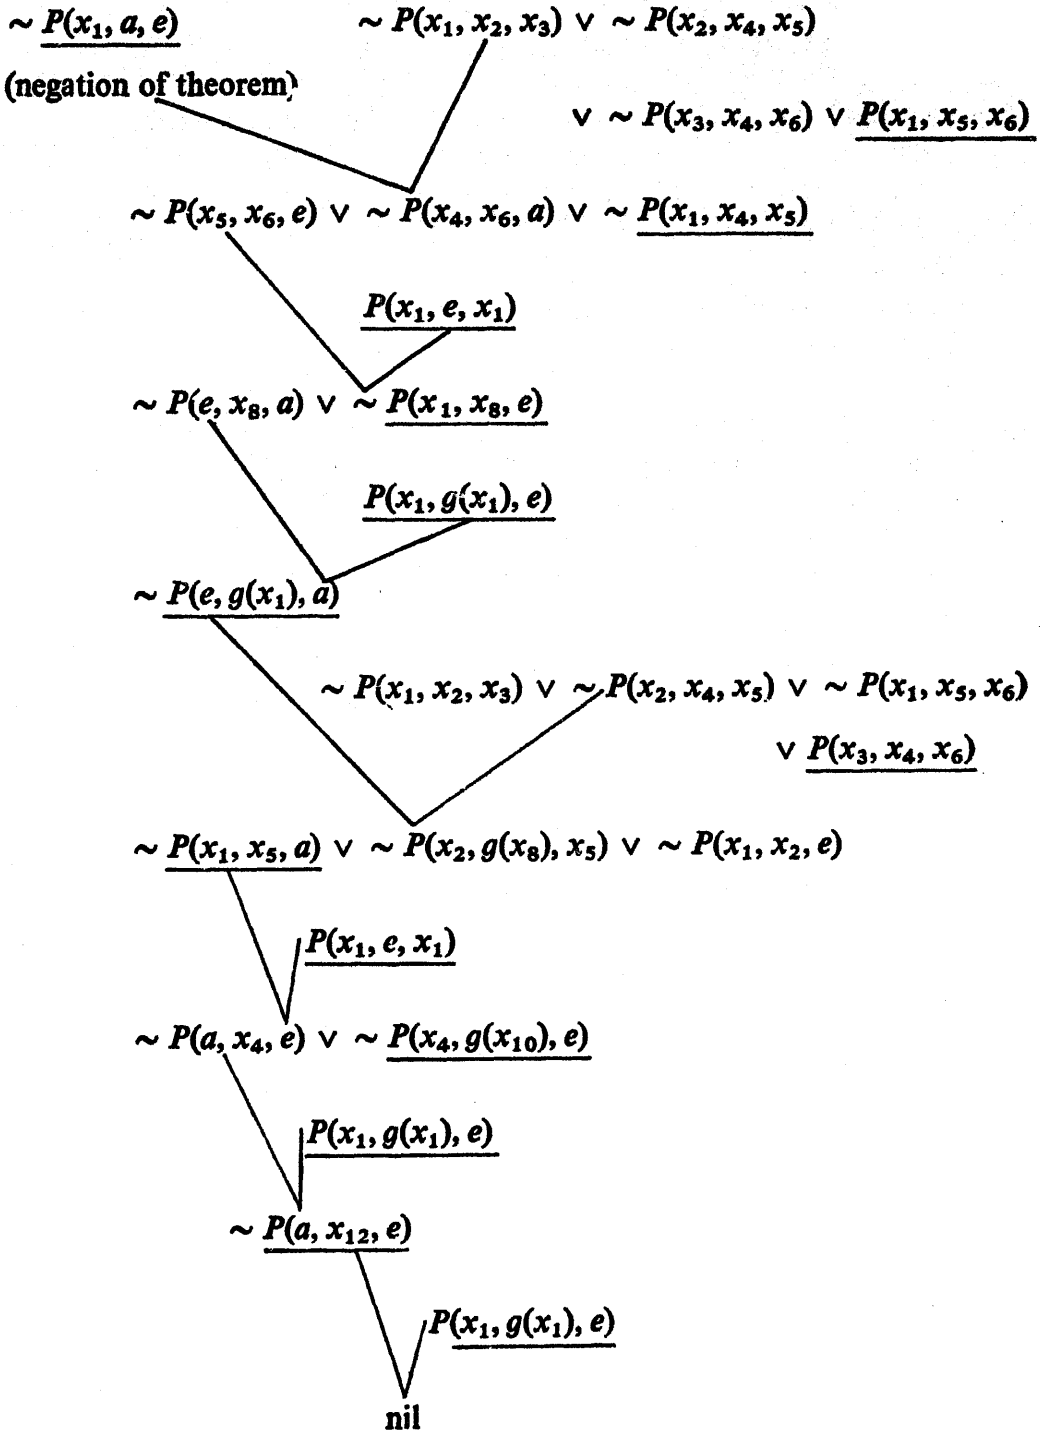 ~ P(x₁, a, e) ~ P(x₁, x₂, x₃) ∨ ~ P(x₂, x₄, x₅)
(negation of theorem)
∨ ~ P(x₃, x₄, x₆) ∨ P(x₁, x₅, x₆)
~ P(x₅, x₆, e) ∨ ~ P(x₄, x₆, a) ∨ ~ P(x₁, x₄, x₅)
P(x₁, e, x₁)
~ P(e, x₈, a) ∨ ~ P(x₁, x₈, e)
P(x₁, g(x₁), e)
~ P(e, g(x₁), a)
~ P(x₁, x₂, x₃) ∨ ~ P(x₂, x₄, x₅) ∨ ~ P(x₁, x₅, x₆)
∨ P(x₃, x₄, x₆)
~ P(x₁, x₅, a) ∨ ~ P(x₂, g(x₈), x₅) ∨ ~ P(x₁, x₂, e)
P(x₁, e, x₁)
~ P(a, x₄, e) ∨ ~ P(x₄, g(x₁₀), e)
P(x₁, g(x₁), e)
~ P(a, x₁₂, e)
P(x₁, g(x₁), e)
nil